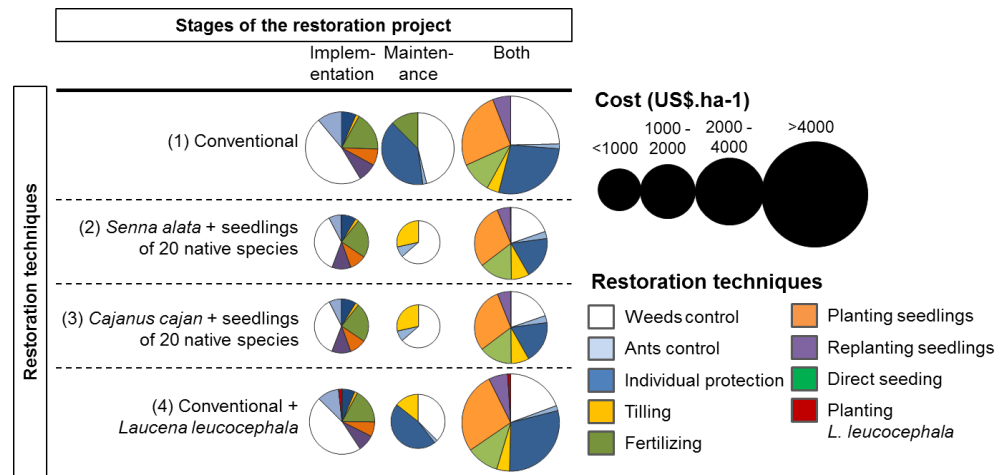 Stages of the restoration project
Implem-
entation
Mainten-
ance
Both
Restoration techniques
(1) Conventional
(2) Senna alata + seedlings
of 20 native species
(3) Cajanus cajan + seedlings
of 20 native species
(4) Conventional +
Laucena leucocephala
Cost (US$.ha-1)
<1000
1000 -
2000
2000 -
4000
>4000
Restoration techniques
Weeds control
Ants control
Individual protection
Tilling
Fertilizing
Planting seedlings
Replanting seedlings
Direct seeding
Planting
L. leucocephala